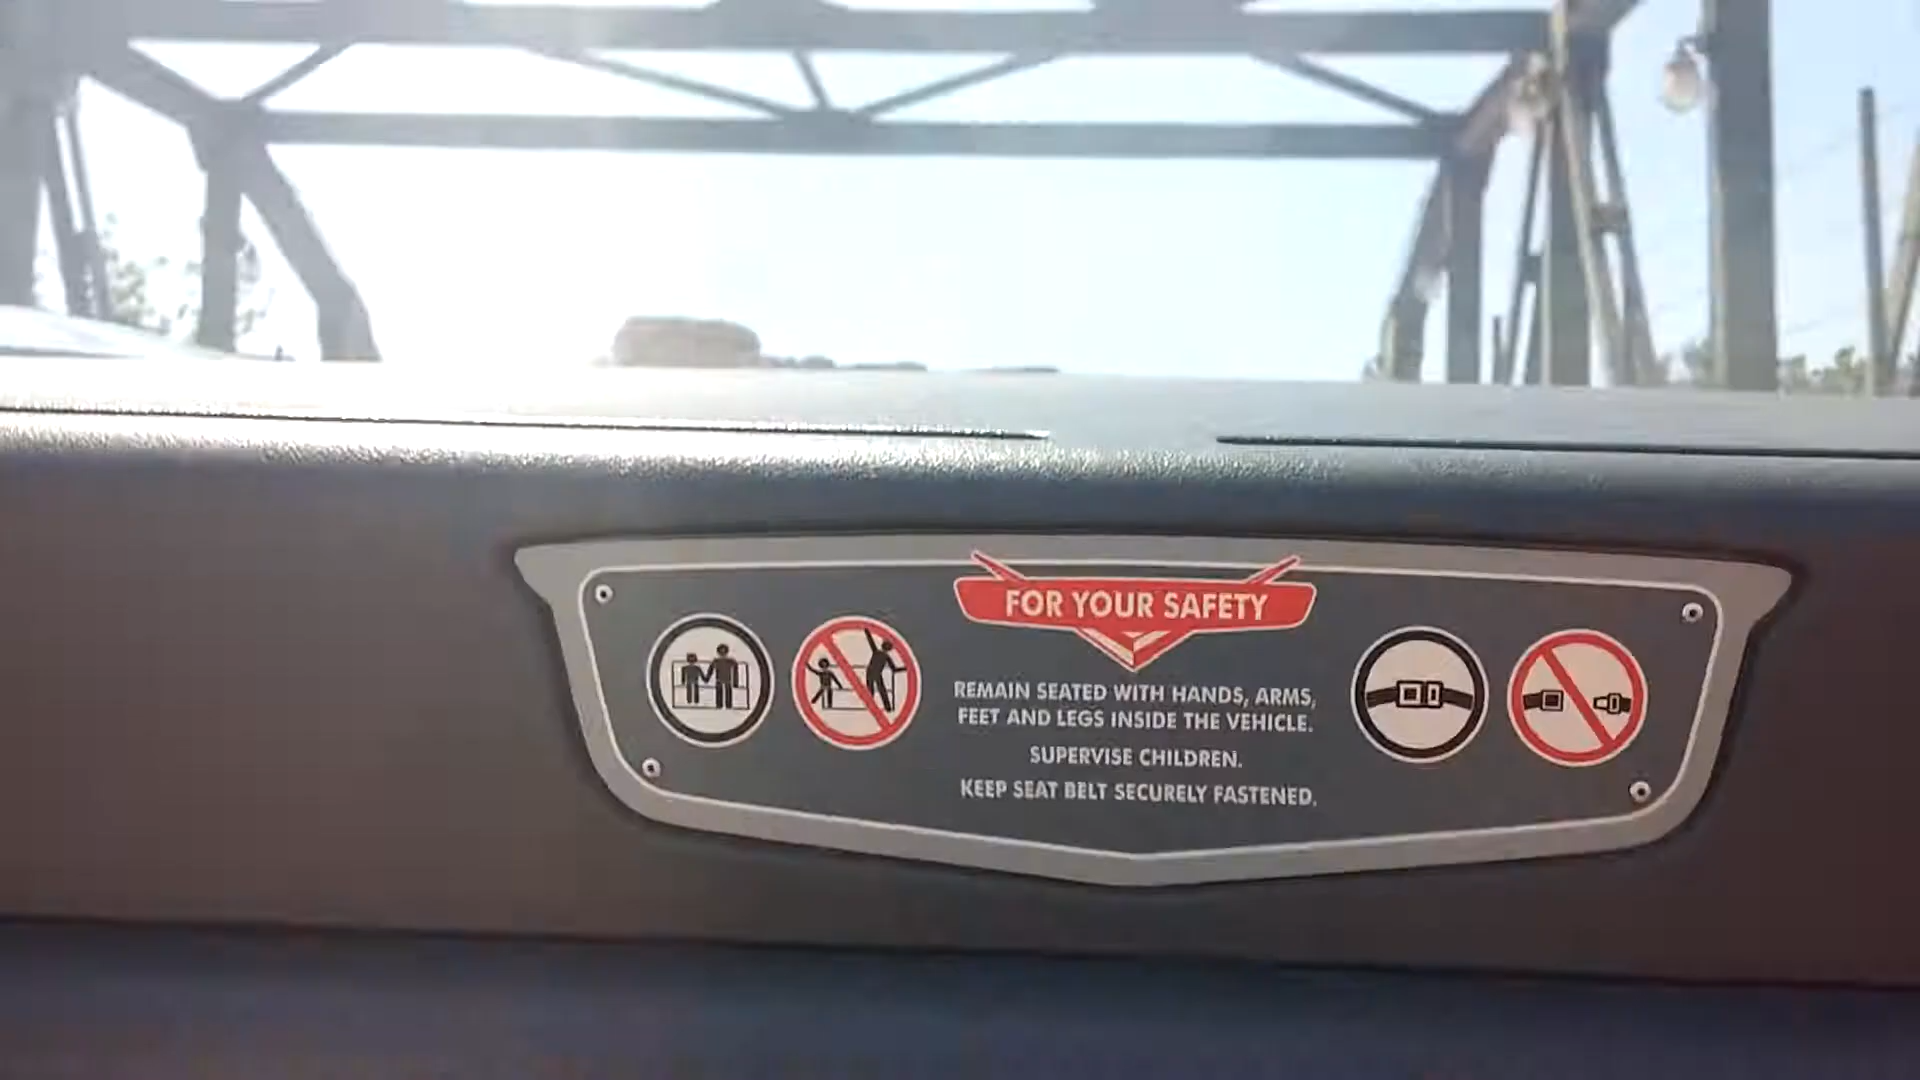 FOR YOUR SAFETY
REMAIN SEATED WITH HANDS, ARMS,
FEET AND LEGS INSIDE THE VEHICLE.
SUPERVISE CHILDREN.
KEEP SEAT BELT SECURELY FASTENED.